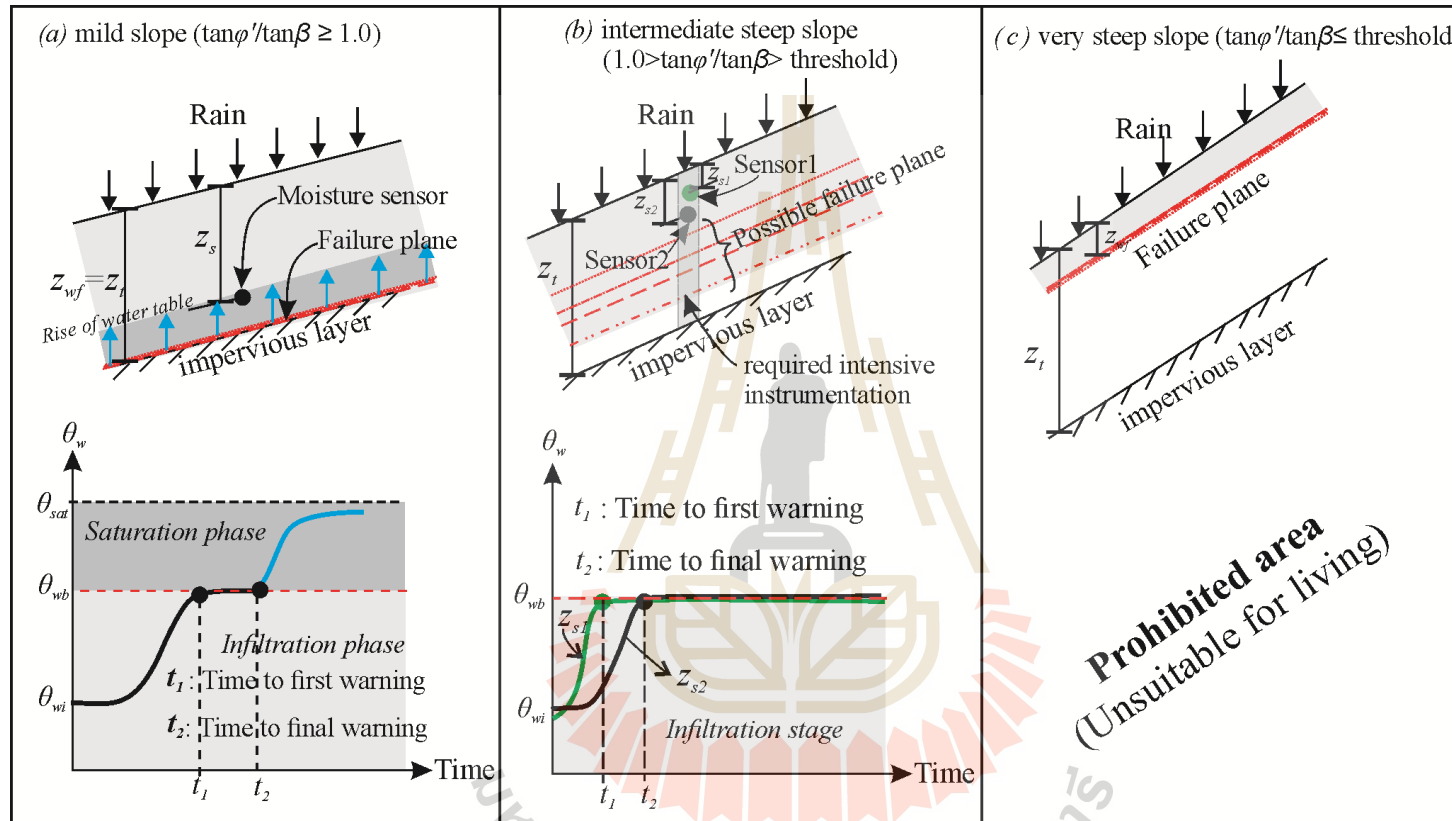 (a) mild slope (tanφ'/tanβ ≥ 1.0)
Rain
Moisture sensor
Failure plane
z_s
z_wf=z_t
Rise of water table
impervious layer
θ_w
θ_sat
Saturation phase
θ_wb
Infiltration phase
t_1: Time to first warning
θ_wi
t_2: Time to final warning
Time
t_1
t_2
(b) intermediate steep slope
(1.0>tanφ'/tanβ> threshold)
Rain
Sensor1
z_s1
z_s2
Possible failure plane
Sensor2
z_t
impervious layer
required intensive
instrumentation
θ_w
t_1 : Time to first warning
t_2 : Time to final warning
θ_wb
z_s1
z_s2
θ_wi
Infiltration stage
Time
t_1
t_2
(c) very steep slope (tanφ'/tanβ≤ threshold
Rain
Failure plane
z_t
impervious layer
Prohibited area
(Unsuitable for living)